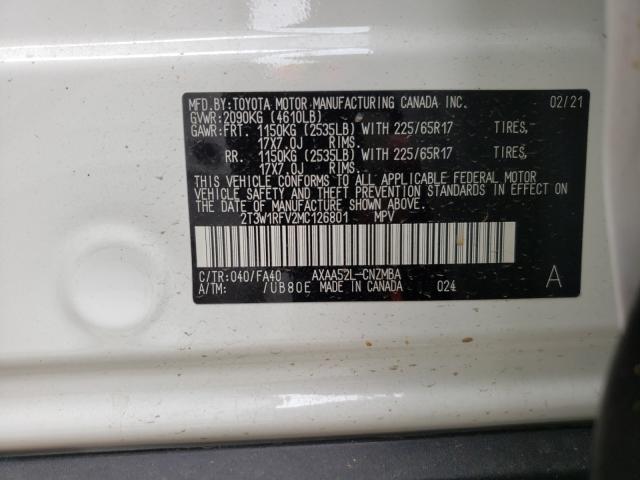 MFD.BY:TOYOTA MOTOR MANUFACTURING CANADA INC. 02/21
GVWR:2090KG (4610LB)
GAWR:FRT. 1150KG (2535LB) WITH 225/65R17 TIRES,
17X7.0J RIMS.
RR. 1150KG (2535LB) WITH 225/65R17 TIRES,
17X7.0J RIMS.
THIS VEHICLE CONFORMS TO ALL APPLICABLE FEDERAL MOTOR
VEHICLE SAFETY AND THEFT PREVENTION STANDARDS IN EFFECT ON
THE DATE OF MANUFACTURE SHOWN ABOVE.
2T3W1RFV2MC126801 MPV
C/TR:040/FA40 AXAA52L-CNZMBA
A/TM: /UB80E MADE IN CANADA 024 A